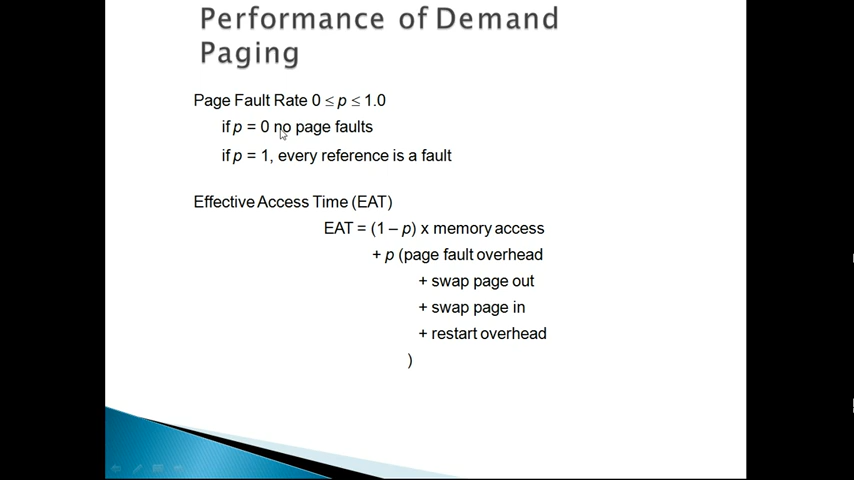 Performance of Demand
Paging
Page Fault Rate 0 ≤ p ≤ 1.0
if p = 0 no page faults
if p = 1, every reference is a fault
Effective Access Time (EAT)
EAT = (1 – p) x memory access
+ p (page fault overhead
+ swap page out
+ swap page in
+ restart overhead
)